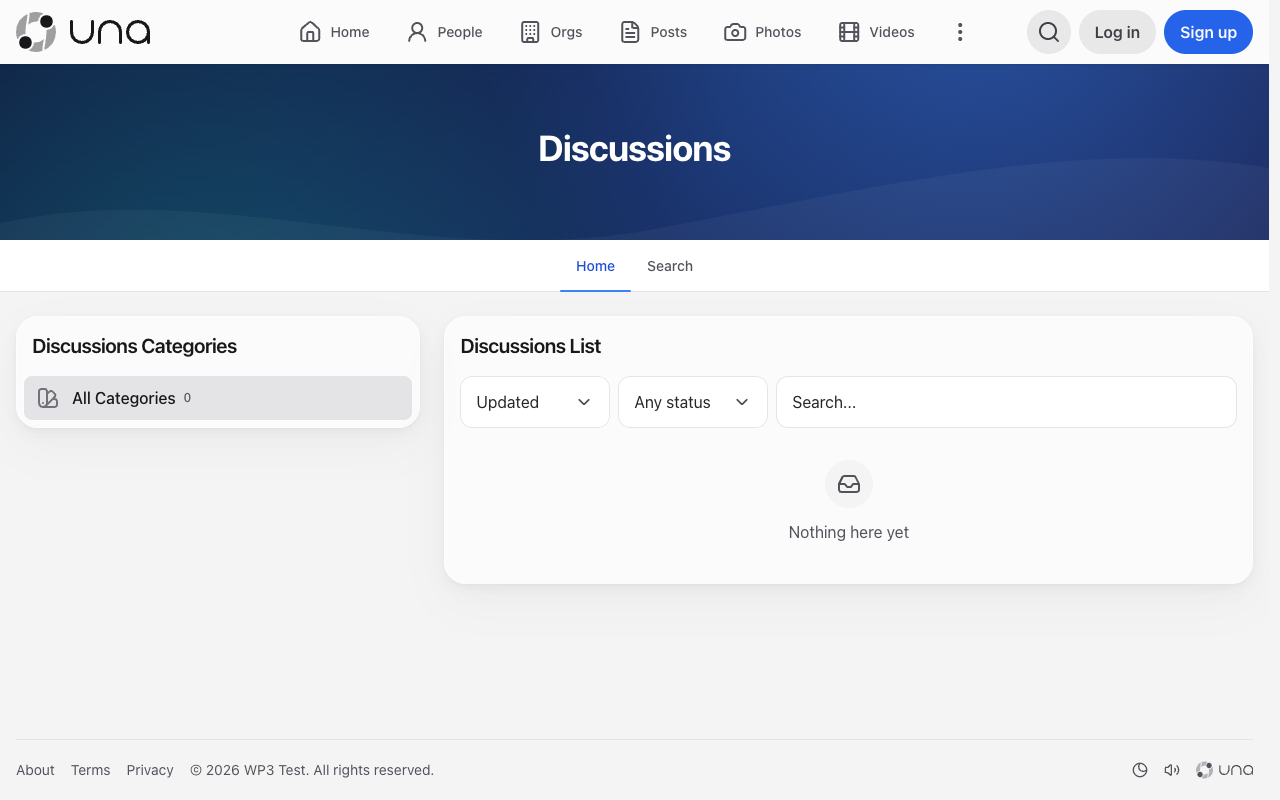 una
Home
People
Orgs
Posts
Photos
Videos
Log in
Sign up
Discussions
Home
Search
Discussions Categories
All Categories 0
Discussions List
Updated
Any status
Search...
Nothing here yet
About
Terms
Privacy
© 2026 WP3 Test. All rights reserved.
una